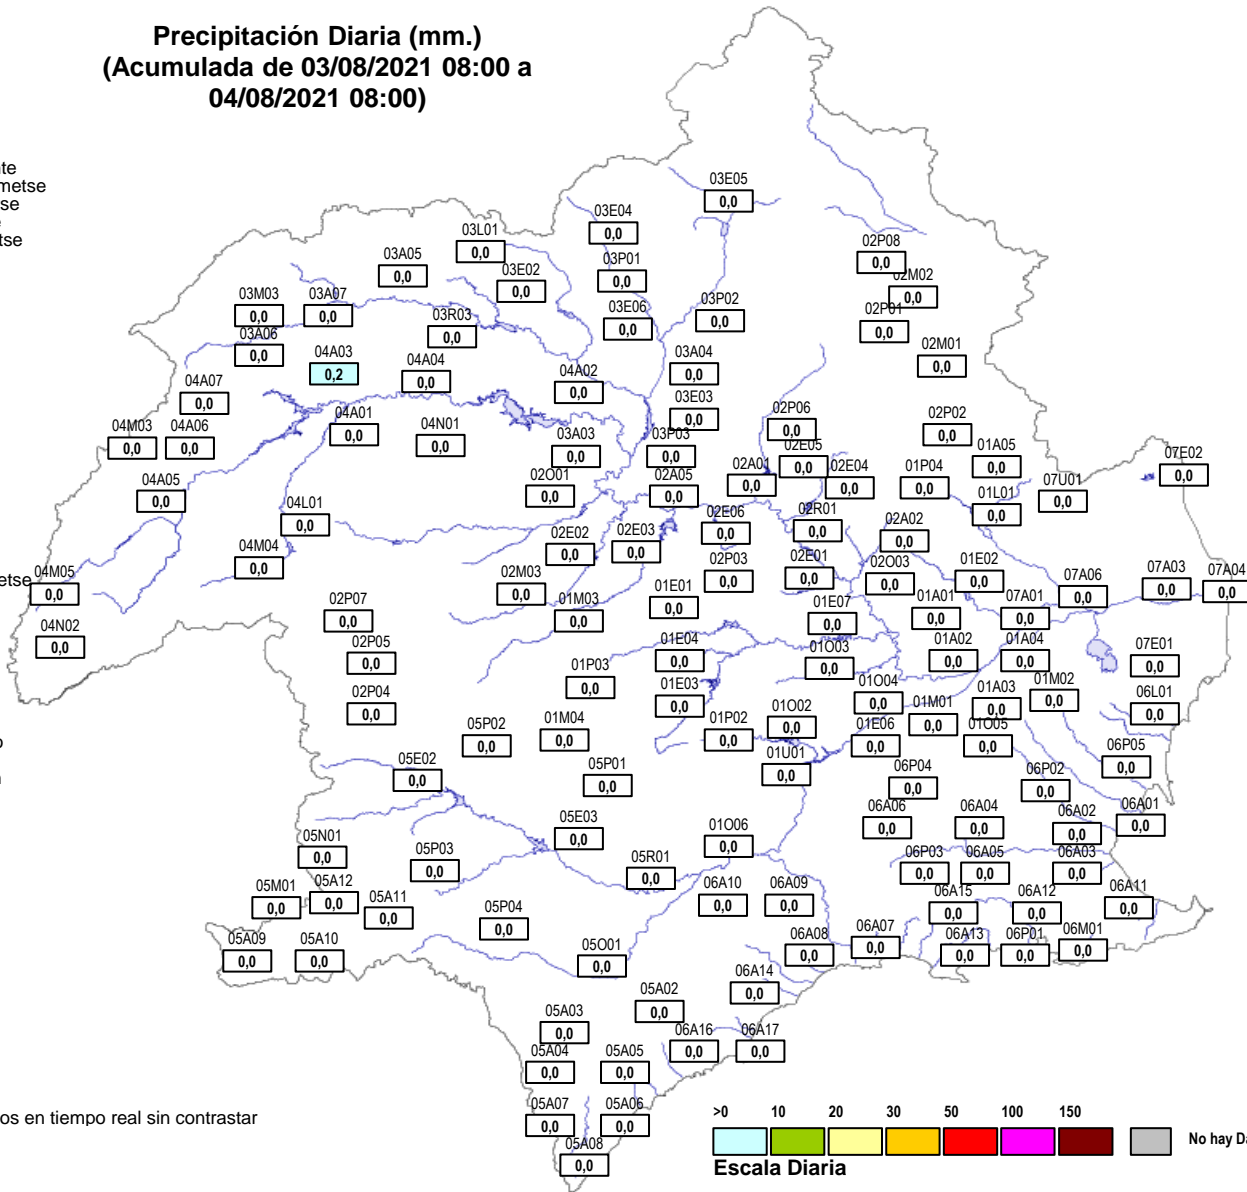 Precipitación Diaria (mm.)
(Acumulada de 03/08/2021 08:00 a
04/08/2021 08:00)
03E05
0,0
03E04
0,0
03L01
0,0
03A05
0,0
03P01
0,0
03E02
0,0
02P08
0,0
02M02
0,0
03M03
0,0
03A07
0,0
03R03
0,0
03E06
0,0
03P02
0,0
02P01
0,0
03A06
0,0
04A03
0,2
04A04
0,0
04A02
0,0
03A04
0,0
02M01
0,0
04A07
0,0
03E03
0,0
02P06
0,0
02P02
0,0
04M03
0,0
04A06
0,0
04A01
0,0
04N01
0,0
03A03
0,0
03P03
0,0
02E05
0,0
01A05
0,0
07E02
0,0
04A05
0,0
02O01
0,0
02A05
0,0
02A01
0,0
02E04
0,0
01P04
0,0
07U01
0,0
01L01
0,0
04L01
0,0
02E06
0,0
02R01
0,0
02A02
0,0
04M04
0,0
02E02
0,0
02E03
0,0
metse
04M05
0,0
02M03
0,0
02P03
0,0
02E01
0,0
02O03
0,0
01E02
0,0
07A06
0,0
07A03
0,0
07A04
0,0
02P07
0,0
01M03
0,0
01E01
0,0
01E07
0,0
01A01
0,0
07A01
0,0
04N02
0,0
02P05
0,0
01E04
0,0
01O03
0,0
01A02
0,0
01A04
0,0
07E01
0,0
01P03
0,0
02P04
0,0
01E03
0,0
01O04
0,0
01M01
0,0
01A03
0,0
01M02
0,0
06L01
0,0
05P02
0,0
01M04
0,0
01P02
0,0
01O02
0,0
01E06
0,0
01O05
0,0
05E02
0,0
05P01
0,0
01U01
0,0
06P04
0,0
06P02
0,0
06P05
0,0
05E03
0,0
01O06
0,0
06A06
0,0
06A04
0,0
06A02
0,0
06A01
0,0
05N01
0,0
05P03
0,0
05R01
0,0
06P03
0,0
06A05
0,0
06A03
0,0
05M01
0,0
05A12
0,0
05A11
0,0
06A10
0,0
06A09
0,0
06A15
0,0
06A12
0,0
06A11
0,0
05P04
0,0
05A09
0,0
05A10
0,0
05O01
0,0
06A08
0,0
06A07
0,0
06A13
0,0
06P01
0,0
06M01
0,0
06A14
0,0
05A02
0,0
05A03
0,0
06A16
0,0
06A17
0,0
05A04
0,0
05A05
0,0
05A07
0,0
05A06
0,0
05A08
0,0
os en tiempo real sin contrastar
>0 10 20 30 50 100 150
No hay
Escala Diaria